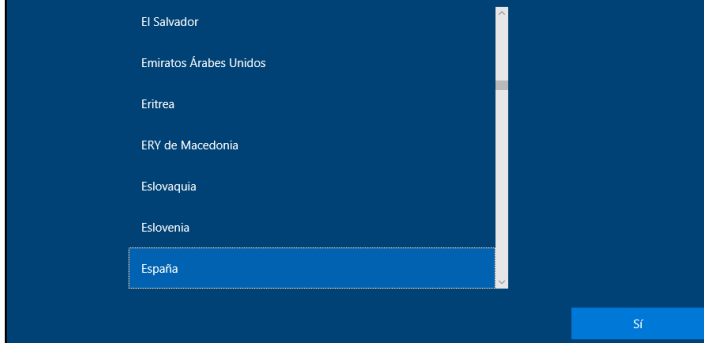 El Salvador
Emiratos Árabes Unidos
Eritrea
ERY de Macedonia
Eslovaquia
Eslovenia
España
Sí